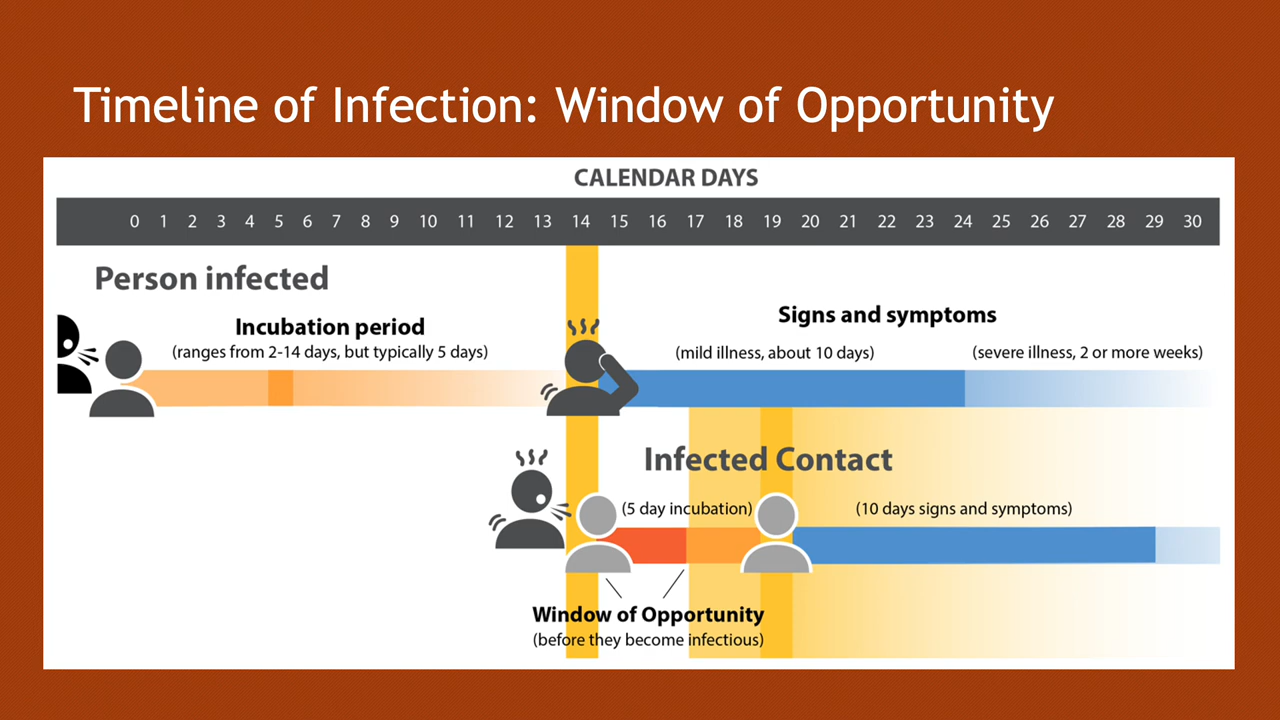 Timeline of Infection: Window of Opportunity
CALENDAR DAYS
0 1 2 3 4 5 6 7 8 9 10 11 12 13 14 15 16 17 18 19 20 21 22 23 24 25 26 27 28 29 30
Person infected
Incubation period
(ranges from 2-14 days, but typically 5 days)
Signs and symptoms
(mild illness, about 10 days) (severe illness, 2 or more weeks)
Infected Contact
(5 day incubation) (10 days signs and symptoms)
Window of Opportunity
(before they become infectious)